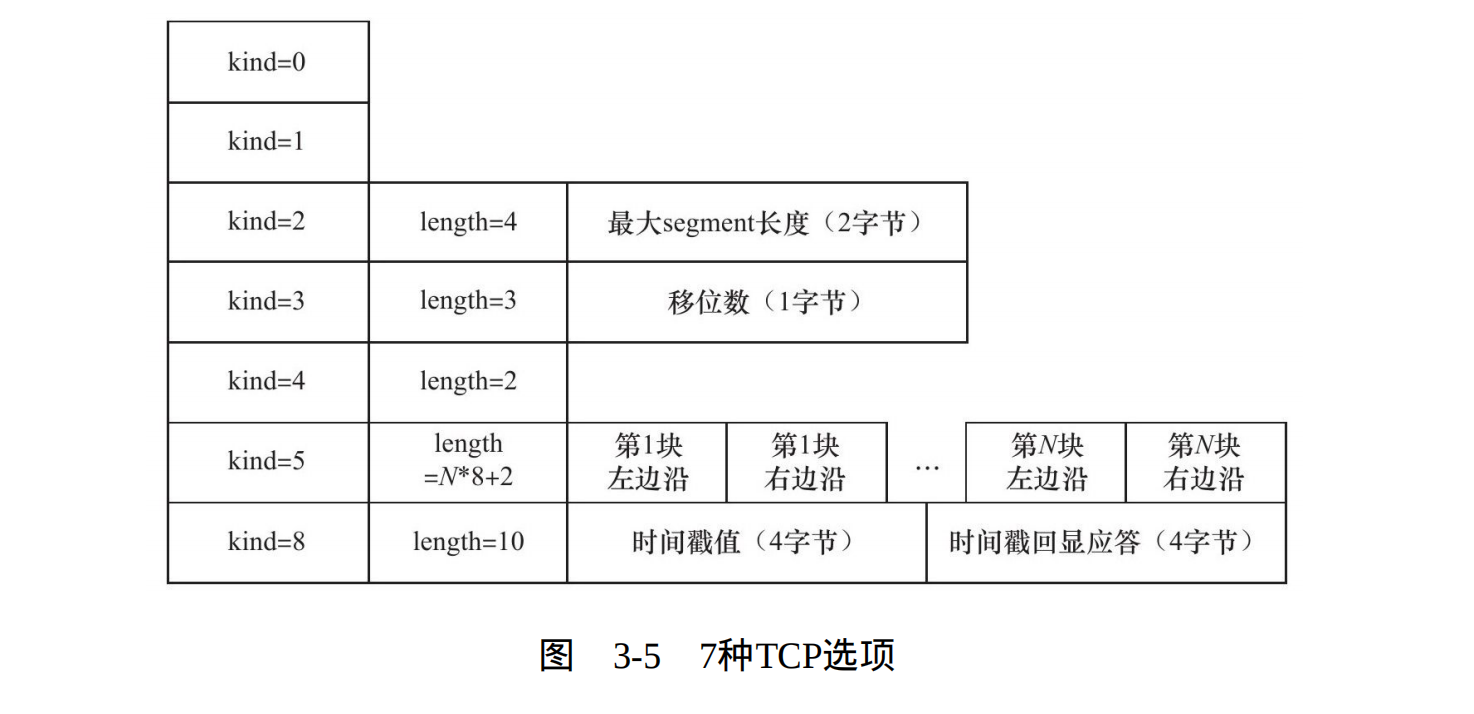 kind=0
kind=1
kind=2 length=4 最大segment长度（2字节）
kind=3 length=3 移位数（1字节）
kind=4 length=2
kind=5 length =N*8+2 第1块左边沿 第1块右边沿 … 第N块左边沿 第N块右边沿
kind=8 length=10 时间戳值（4字节） 时间戳回显应答（4字节）
图 3-5 7种TCP选项